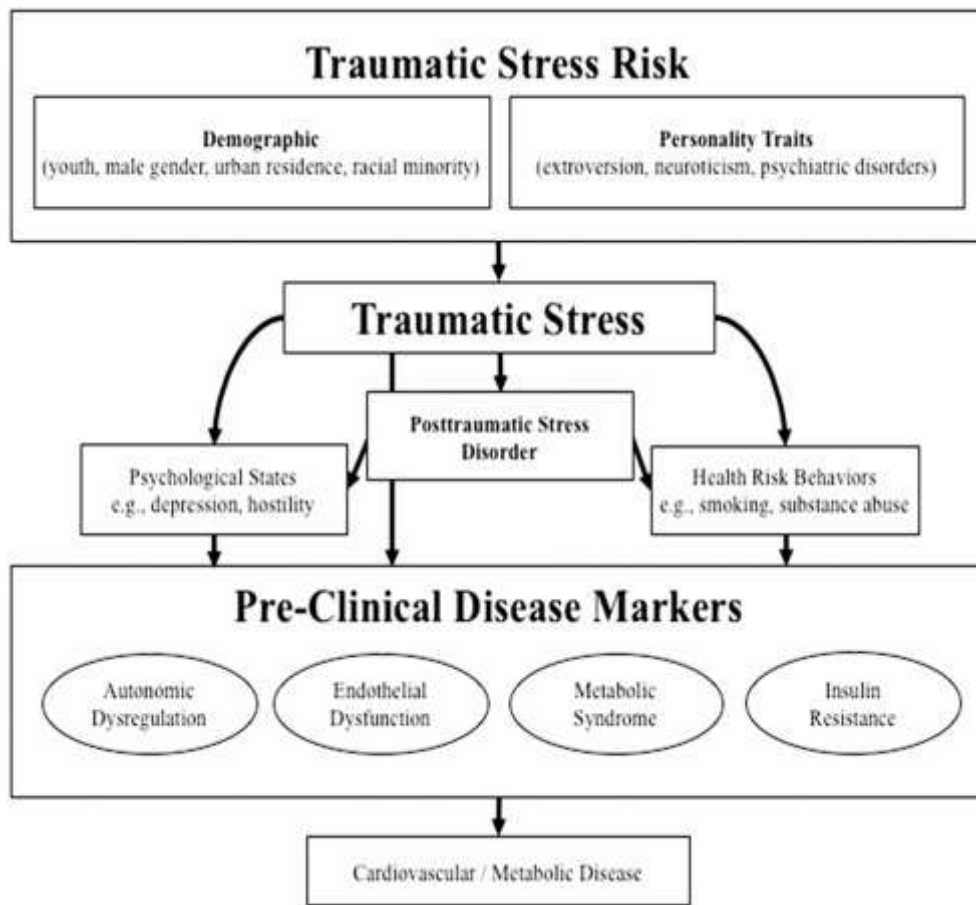 Traumatic Stress Risk
Demographic
(youth, male gender, urban residence, racial minority)
Personality Traits
(extroversion, neuroticism, psychiatric disorders)
Traumatic Stress
Posttraumatic Stress
Disorder
Psychological States
e.g., depression, hostility
Health Risk Behaviors
e.g., smoking, substance abuse
Pre-Clinical Disease Markers
Autonomic
Dysregulation
Endothelial
Dysfunction
Metabolic
Syndrome
Insulin
Resistance
Cardiovascular / Metabolic Disease